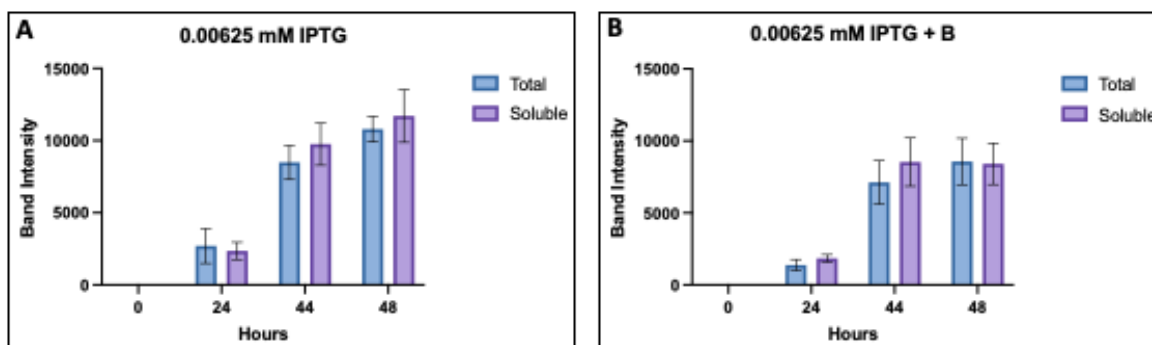 A
0.00625 mM IPTG
15000
10000
5000
0
Band Intensity
0 24 44 48
Hours
Total
Soluble
B
0.00625 mM IPTG + B
15000
10000
5000
0
Band Intensity
0 24 44 48
Hours
Total
Soluble